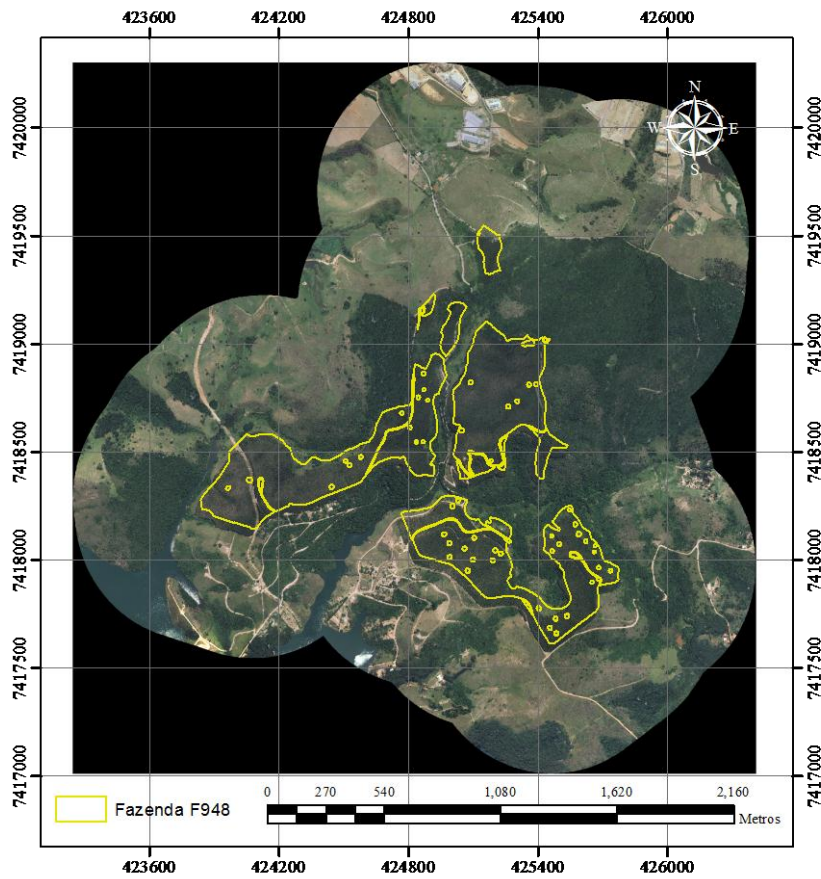 423600 424200 424800 425400 426000
N
W E
S
7420000 7420000
7419500 7419500
7419000 7419000
7418500 7418500
7418000 7418000
7417500 7417500
7417000 7417000
Fazenda F948
0 270 540 1,080 1,620 2,160
Metros
423600 424200 424800 425400 426000